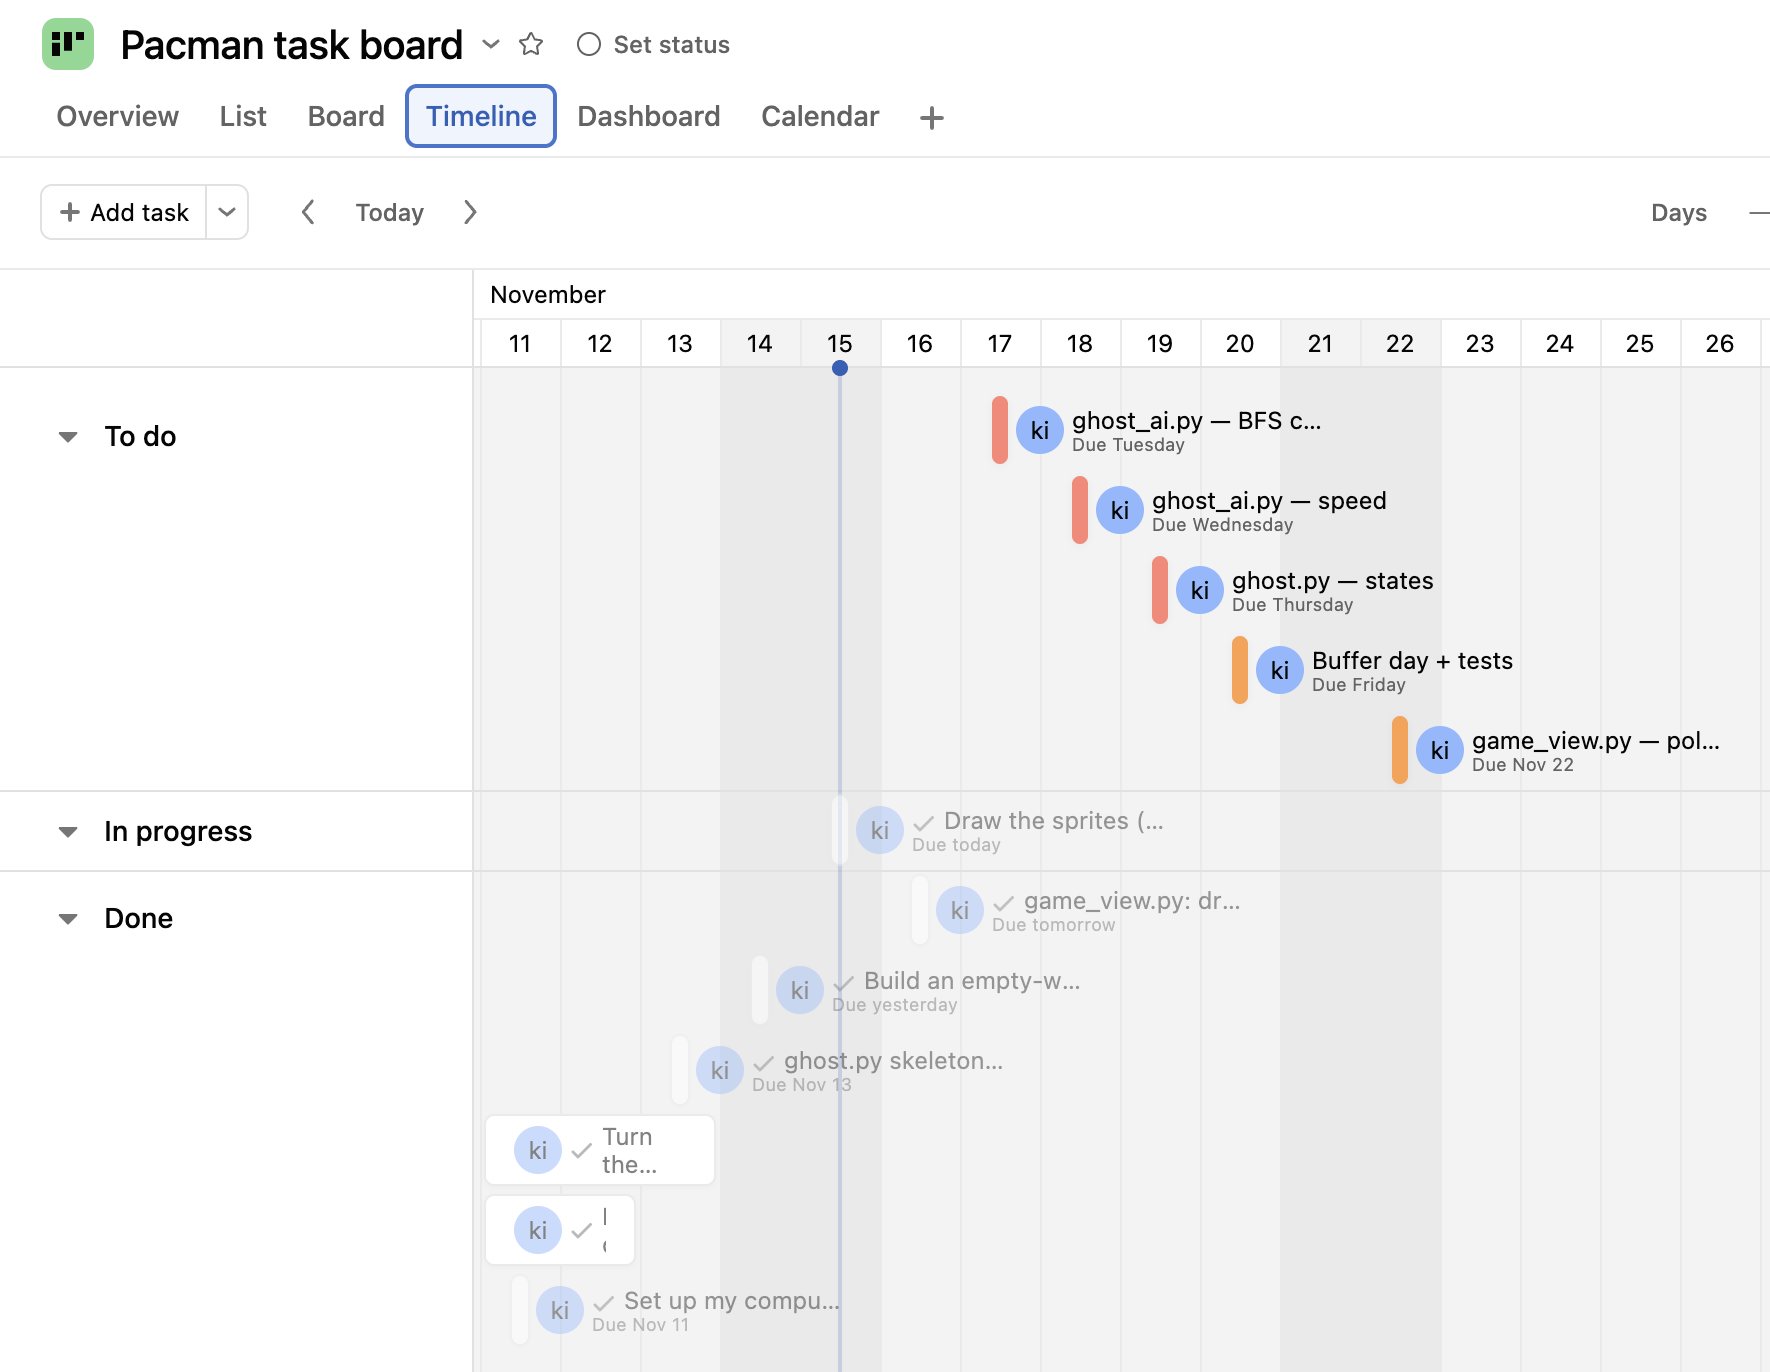 Pacman task board
Set status
Overview
List
Board
Timeline
Dashboard
Calendar
+ Add task
Today
Days
November
11 12 13 14 15 16 17 18 19 20 21 22 23 24 25 26
To do
ki
ghost_ai.py — BFS c...
Due Tuesday
ki
ghost_ai.py — speed
Due Wednesday
ki
ghost.py — states
Due Thursday
ki
Buffer day + tests
Due Friday
ki
game_view.py — pol...
Due Nov 22
In progress
ki
Draw the sprites (...
Due today
Done
ki
game_view.py: dr...
Due tomorrow
ki
Build an empty-w...
Due yesterday
ki
ghost.py skeleton...
Due Nov 13
ki
Turn
the...
ki
ki
Set up my compu...
Due Nov 11